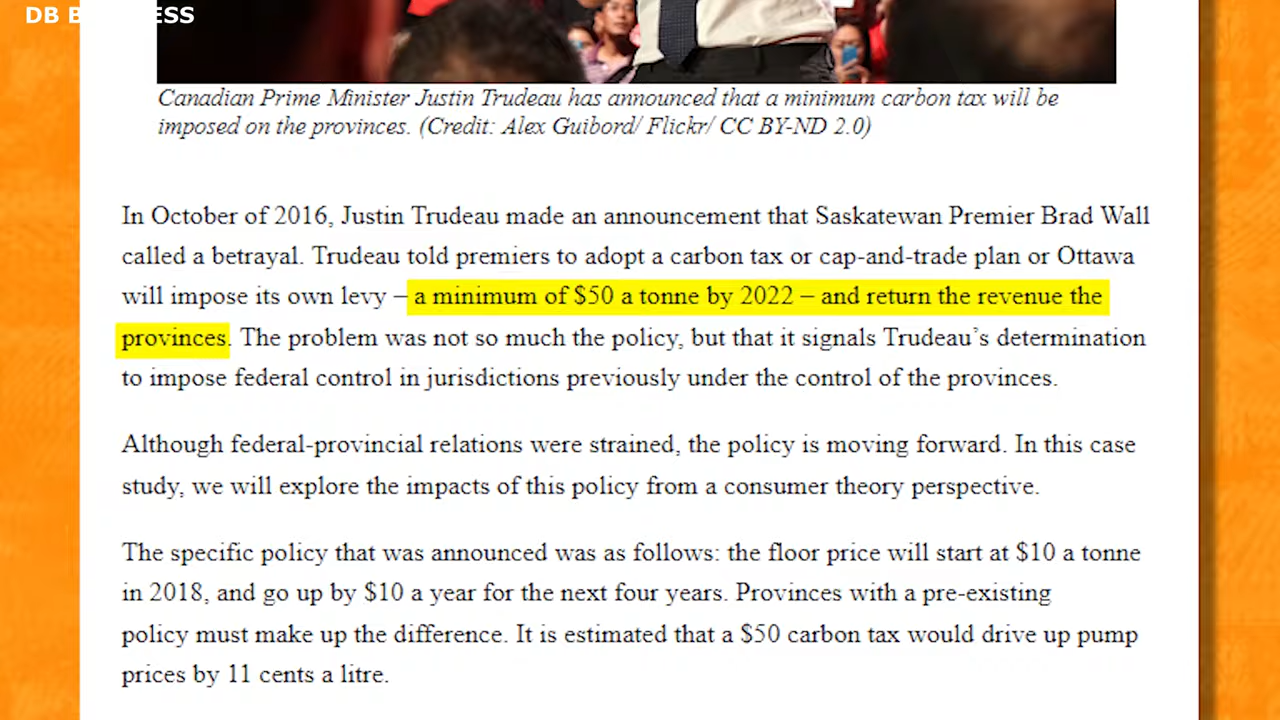 DB B ESS
Canadian Prime Minister Justin Trudeau has announced that a minimum carbon tax will be
imposed on the provinces. (Credit: Alex Guibord/ Flickr/ CC BY-ND 2.0)
In October of 2016, Justin Trudeau made an announcement that Saskatewan Premier Brad Wall
called a betrayal. Trudeau told premiers to adopt a carbon tax or cap-and-trade plan or Ottawa
will impose its own levy – a minimum of $50 a tonne by 2022 – and return the revenue the
provinces. The problem was not so much the policy, but that it signals Trudeau’s determination
to impose federal control in jurisdictions previously under the control of the provinces.
Although federal-provincial relations were strained, the policy is moving forward. In this case
study, we will explore the impacts of this policy from a consumer theory perspective.
The specific policy that was announced was as follows: the floor price will start at $10 a tonne
in 2018, and go up by $10 a year for the next four years. Provinces with a pre-existing
policy must make up the difference. It is estimated that a $50 carbon tax would drive up pump
prices by 11 cents a litre.